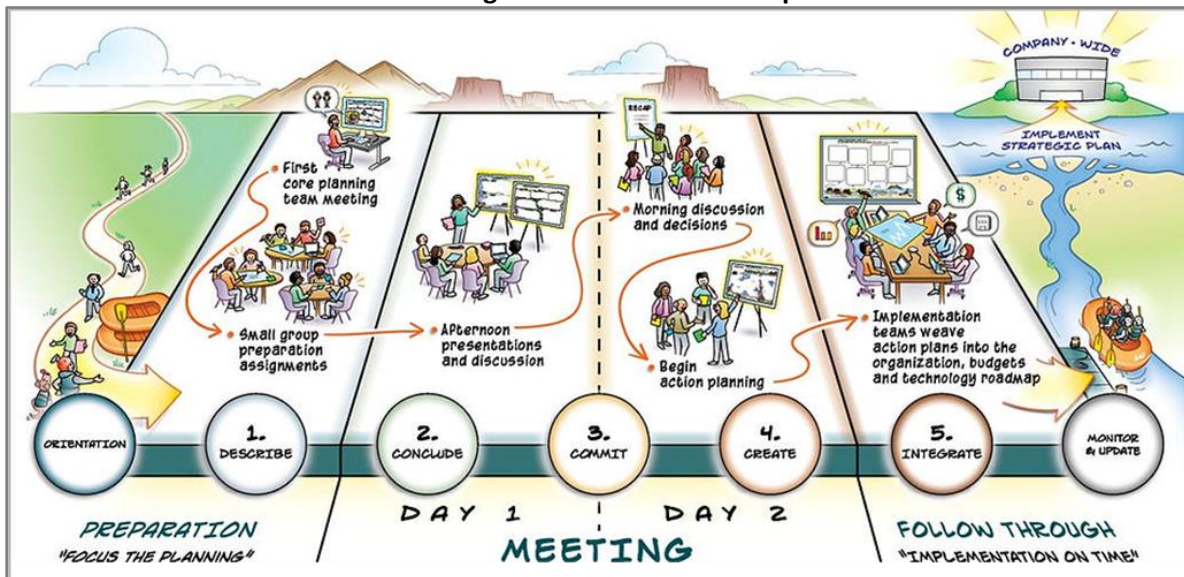 COMPANY • WIDE
IMPLEMENT
STRATEGIC PLAN
RECAP
• First
core planning
team meeting
• Small group
preparation
assignments
• Afternoon
presentations
and discussion
• Morning discussion
and decisions
• Begin
action planning
• Implementation
teams weave
action plans into the
organization, budgets
and technology roadmap
$
ORIENTATION
1.
DESCRIBE
2.
CONCLUDE
3.
COMMIT
4.
CREATE
5.
INTEGRATE
MONITOR
& UPDATE
PREPARATION
"FOCUS THE PLANNING"
DAY 1
DAY 2
MEETING
FOLLOW THROUGH
"IMPLEMENTATION ON TIME"